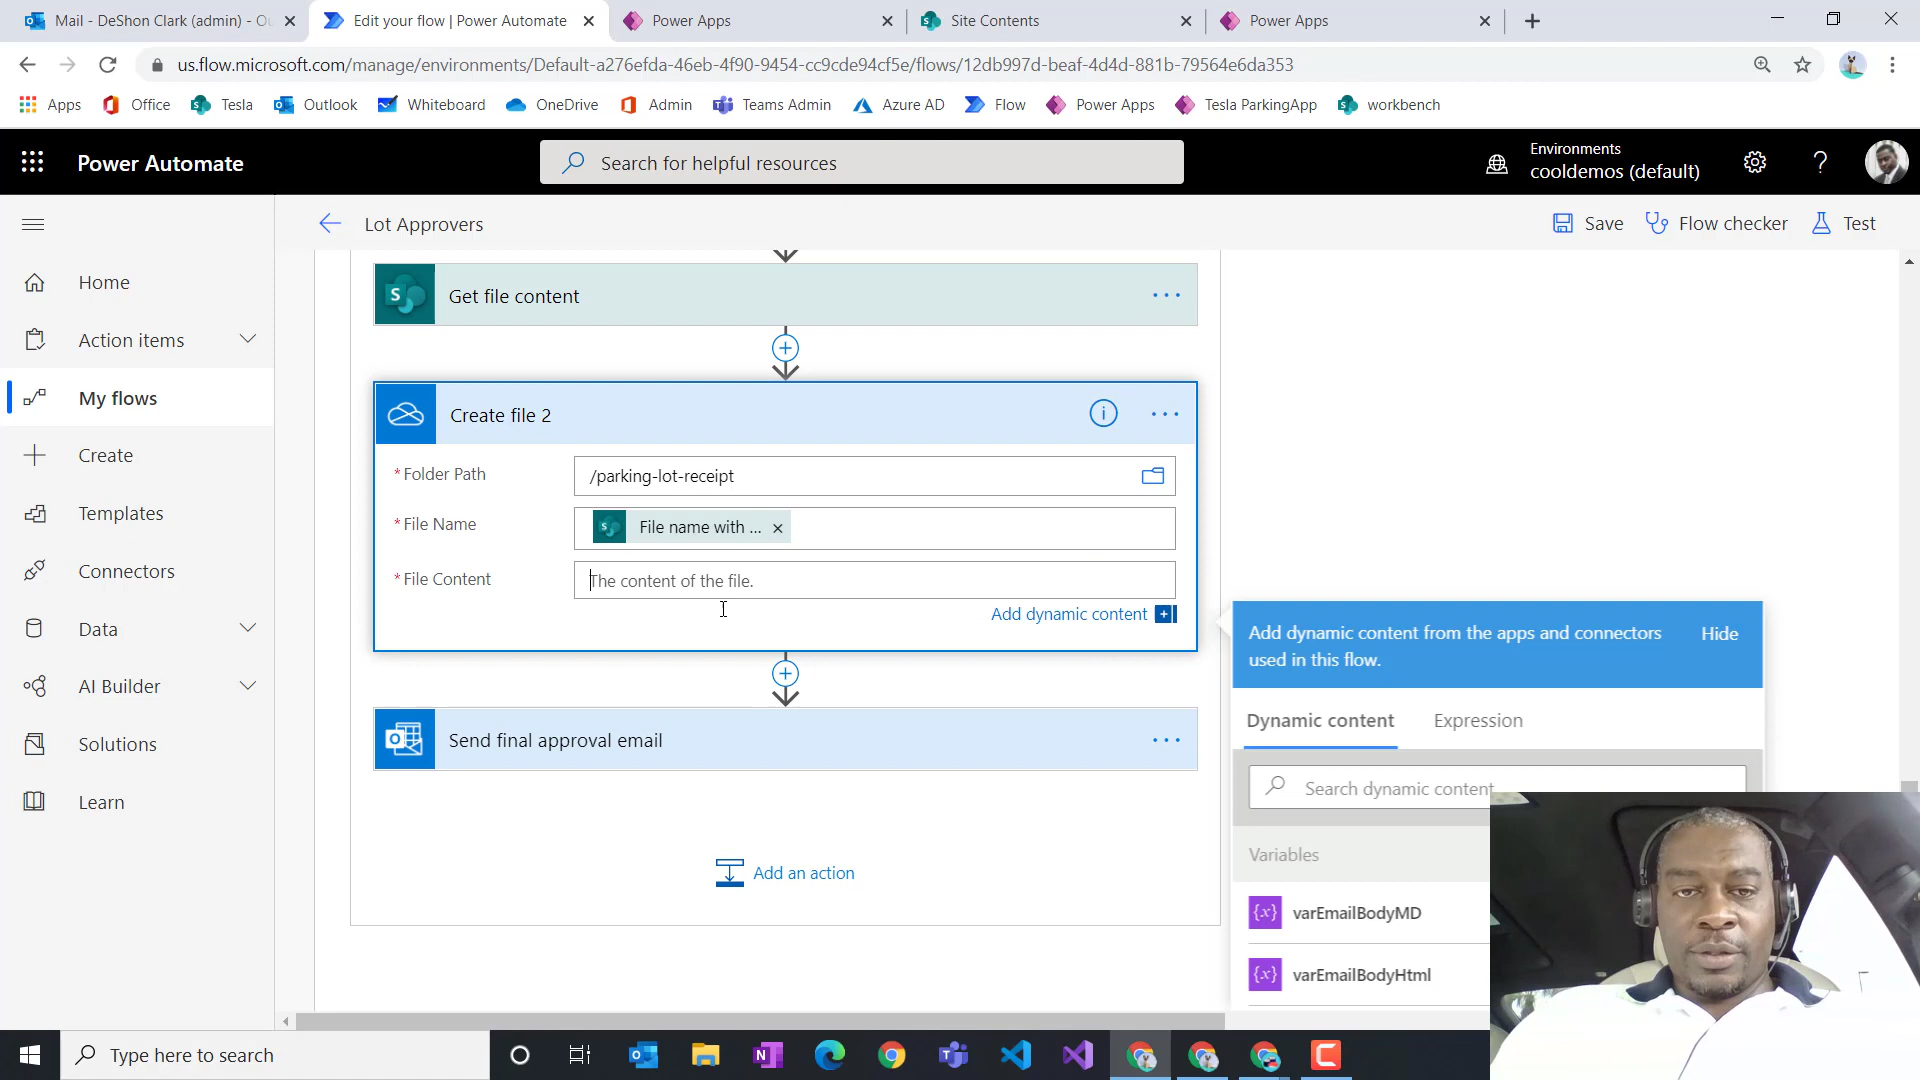 Mail - DeShon Clark (admin) - Ou
Edit your flow | Power Automate
Power Apps
Site Contents
Power Apps
us.flow.microsoft.com/manage/environments/Default-a276efda-46eb-4f90-9454-cc9cde94cf5e/flows/12db997d-beaf-4d4d-881b-79564e6da353
Apps
Office
Tesla
Outlook
Whiteboard
OneDrive
Admin
Teams Admin
Azure AD
Flow
Power Apps
Tesla ParkingApp
workbench
Power Automate
Search for helpful resources
Environments
cooldemos (default)
Lot Approvers
Save
Flow checker
Test
Home
Action items
My flows
Create
Templates
Connectors
Data
AI Builder
Solutions
Learn
Get file content
Create file 2
*Folder Path
/parking-lot-receipt
*File Name
File name with ...
*File Content
The content of the file.
Add dynamic content
Send final approval email
Add an action
Add dynamic content from the apps and connectors
used in this flow.
Hide
Dynamic content
Expression
Search dynamic content
Variables
{x} varEmailBodyMD
{x} varEmailBodyHtml
Type here to search